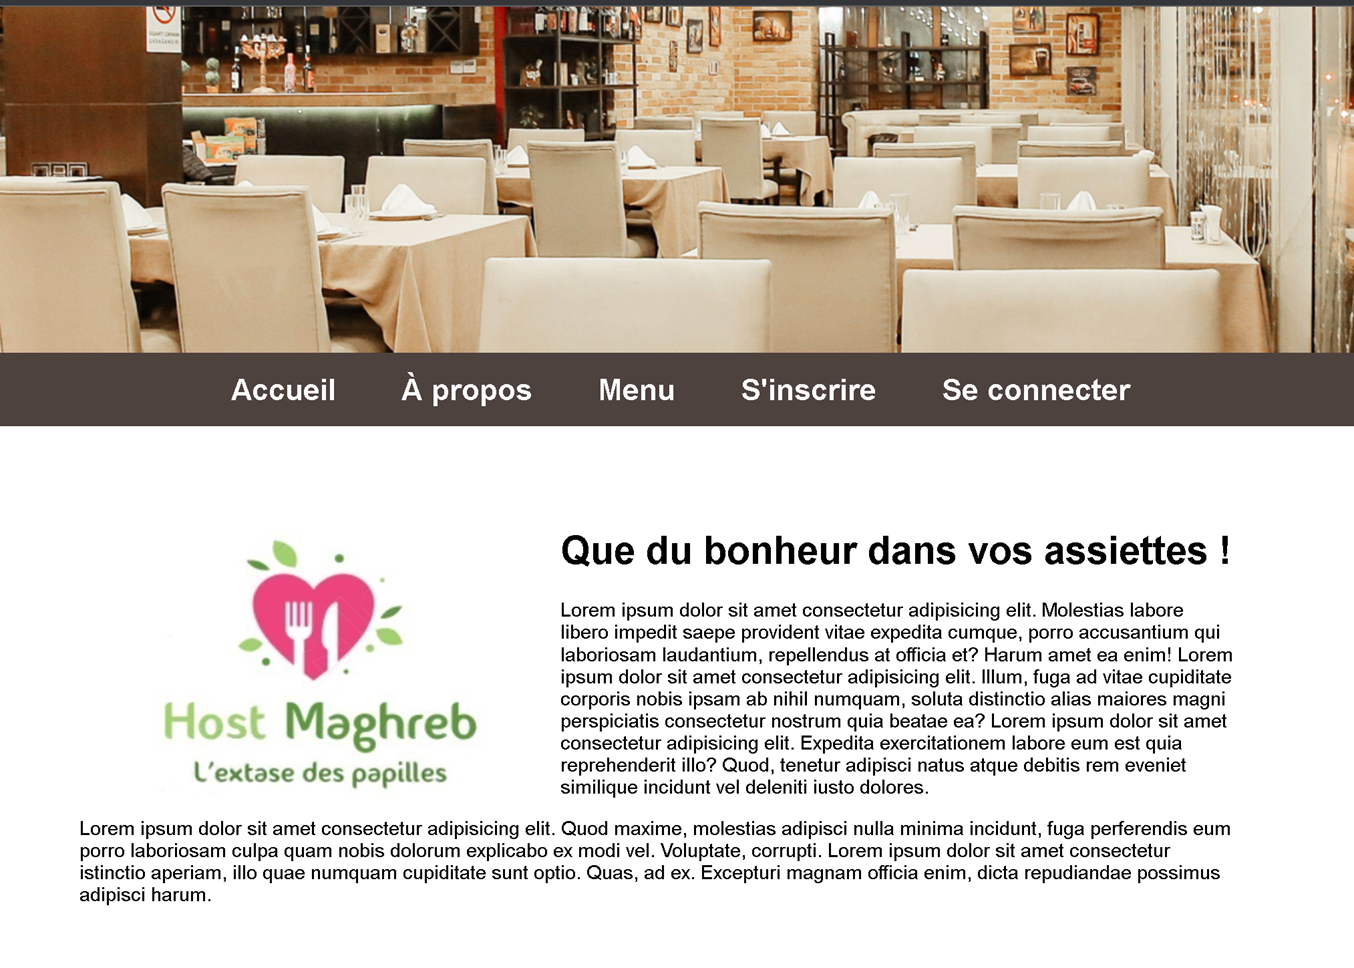 Accueil À propos Menu S'inscrire Se connecter
Que du bonheur dans vos assiettes !
Lorem ipsum dolor sit amet consectetur adipisicing elit. Molestias labore
libero impedit saepe provident vitae expedita cumque, porro accusantium qui
laboriosam laudantium, repellendus at officia et? Harum amet ea enim! Lorem
ipsum dolor sit amet consectetur adipisicing elit. Illum, fuga ad vitae cupiditate
corporis nobis ipsam ab nihil numquam, soluta distinctio alias maiores magni
perspiciatis consectetur nostrum quia beatae ea? Lorem ipsum dolor sit amet
consectetur adipisicing elit. Expedita exercitationem labore eum est quia
reprehenderit illo? Quod, tenetur adipisci natus atque debitis rem eveniet
similique incidunt vel deleniti iusto dolores.
Host Maghreb
L'extase des papilles
Lorem ipsum dolor sit amet consectetur adipisicing elit. Quod maxime, molestias adipisci nulla minima incidunt, fuga perferendis eum
porro laboriosam culpa quam nobis dolorum explicabo ex modi vel. Voluptate, corrupti. Lorem ipsum dolor sit amet consectetur
istinctio aperiam, illo quae numquam cupiditate sunt optio. Quas, ad ex. Excepturi magnam officia enim, dicta repudiandae possimus
adipisci harum.